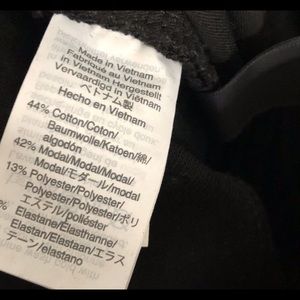 Made in Vietnam
Fabriqué au Vietnam
In Vietnam Hergestellt
Vervaardigd in Vietnam
ベトナム製
Hecho en Vietnam
44% Cotton/Coton/
Baumwolle/Katoen/綿/
algodón
42% Modal/Modal/Modal/
Modal/モダール/modal
13% Polyester/Polyester/
Polyester/Polyester/ポリ
エステル/poliéster
% Elastane/Elasthanne/
Elastan/Elastaan/エラス
テーン/elastano